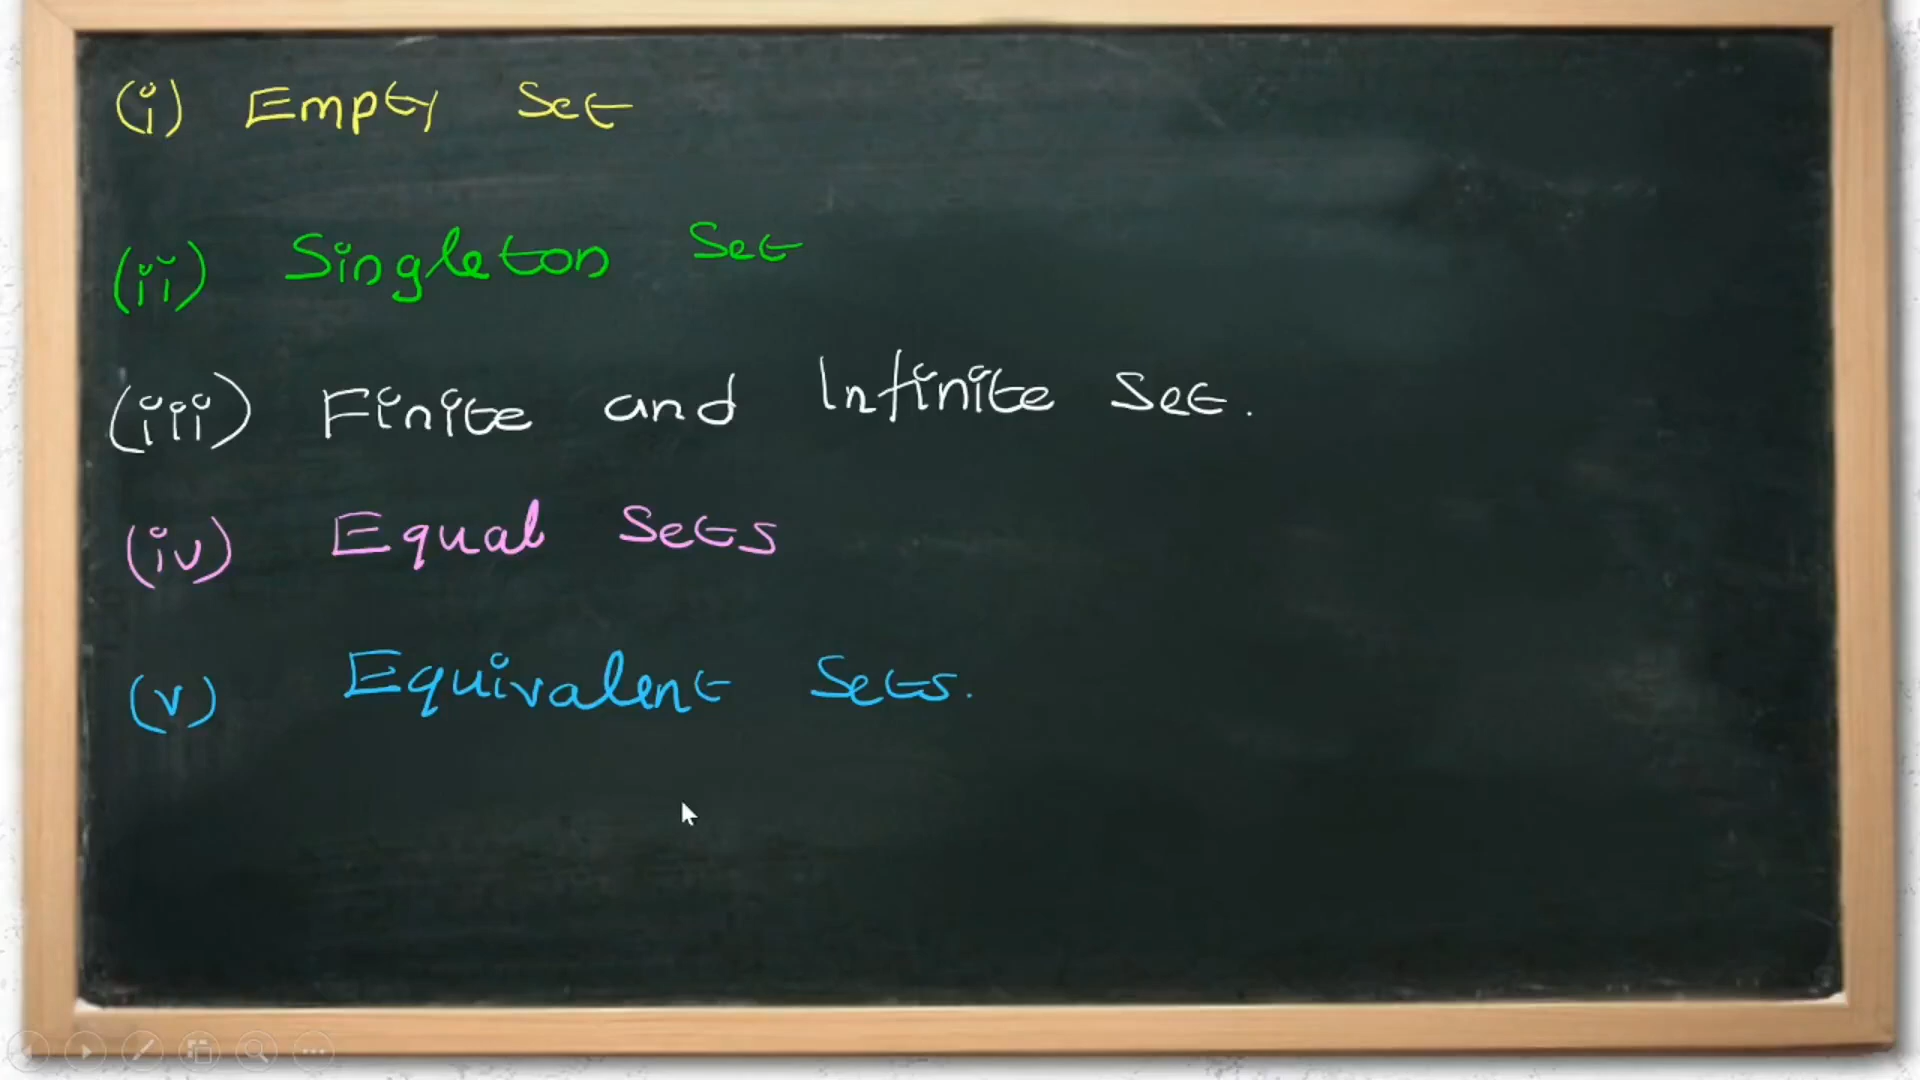 (i) Empty Set
(ii) Singleton Set
(iii) Finite and Infinite Set.
(iv) Equal Sets
(v) Equivalent Sets.